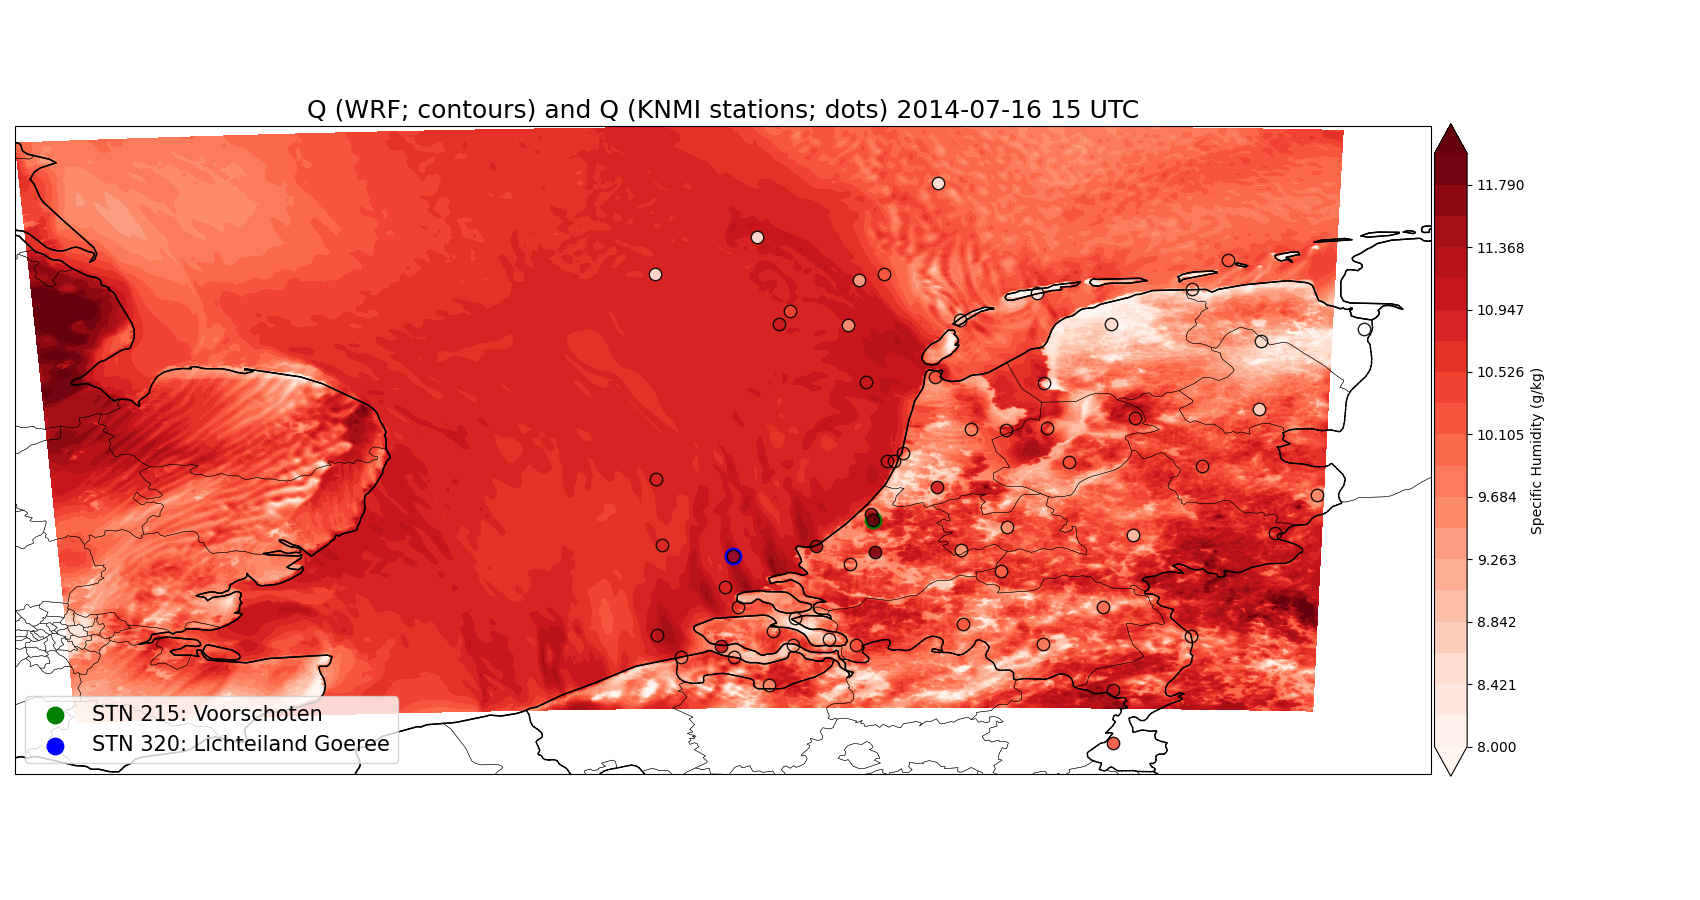 Q (WRF; contours) and Q (KNMI stations; dots) 2014-07-16 15 UTC
11.790
11.368
10.947
10.526
10.105
9.684
9.263
8.842
8.421
8.000
Specific Humidity (g/kg)
STN 215: Voorschoten
STN 320: Lichteiland Goeree